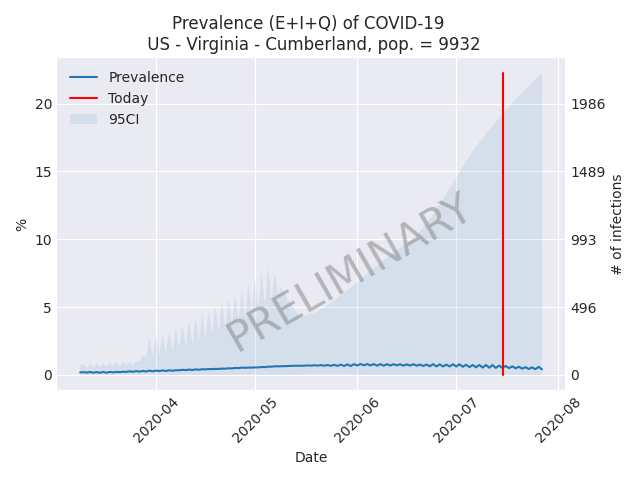 Prevalence (E+I+Q) of COVID-19
US - Virginia - Cumberland, pop. = 9932
Prevalence
Today
95CI
20
15
10
5
0
%
1986
1489
993
496
0
# of infections
PRELIMINARY
2020-04
2020-05
2020-06
2020-07
2020-08
Date